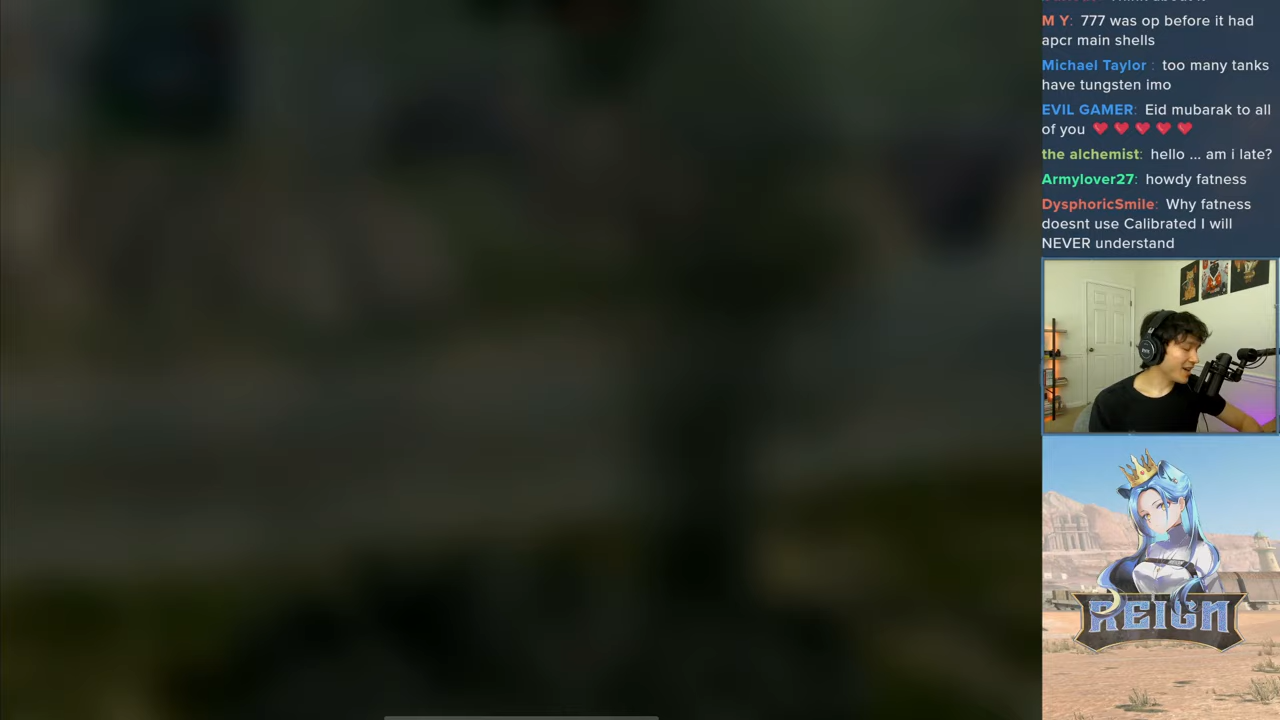 M Y: 777 was op before it had
apcr main shells
Michael Taylor : too many tanks
have tungsten imo
EVIL GAMER: Eid mubarak to all
of you ❤️ ❤️ ❤️ ❤️ ❤️
the alchemist: hello ... am i late?
Armylover27: howdy fatness
DysphoricSmile: Why fatness
doesnt use Calibrated I will
NEVER understand
REIGN